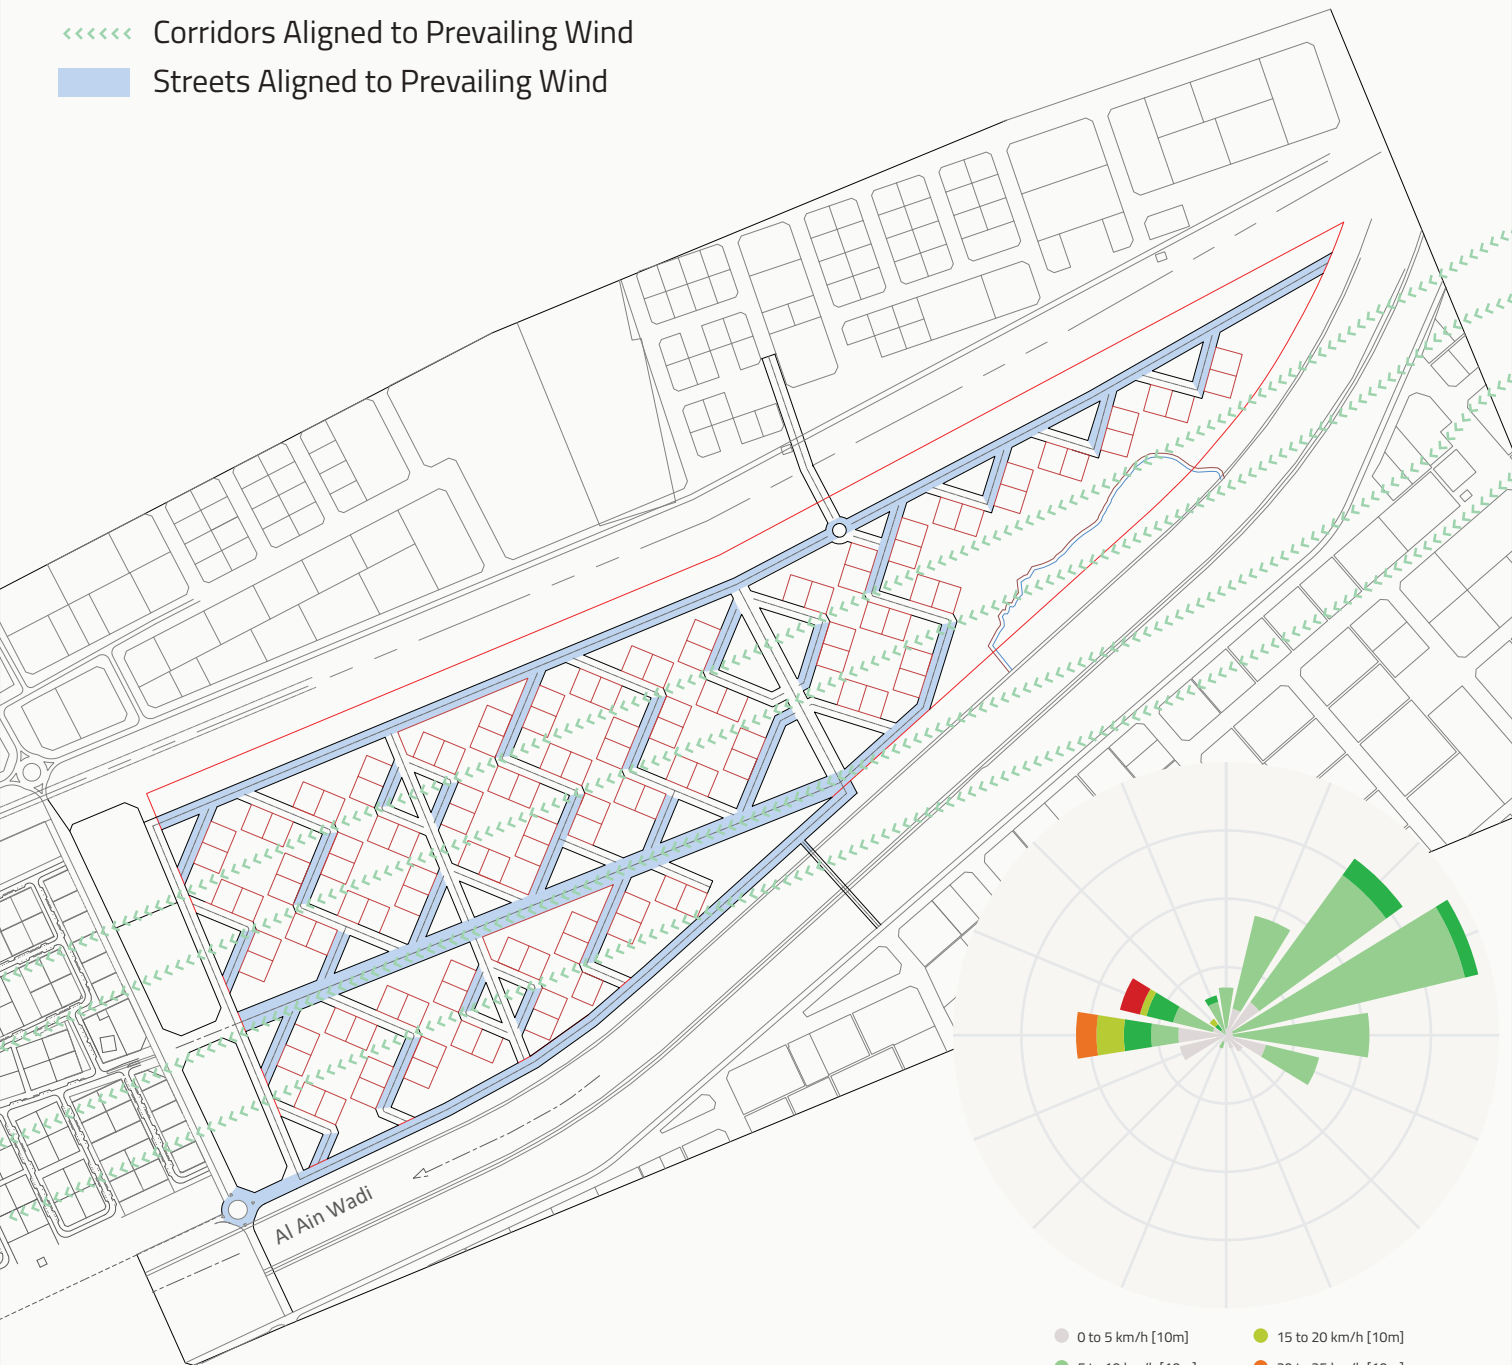 Corridors Aligned to Prevailing Wind
Streets Aligned to Prevailing Wind
Al Ain Wadi
0 to 5 km/h [10m]
15 to 20 km/h [10m]